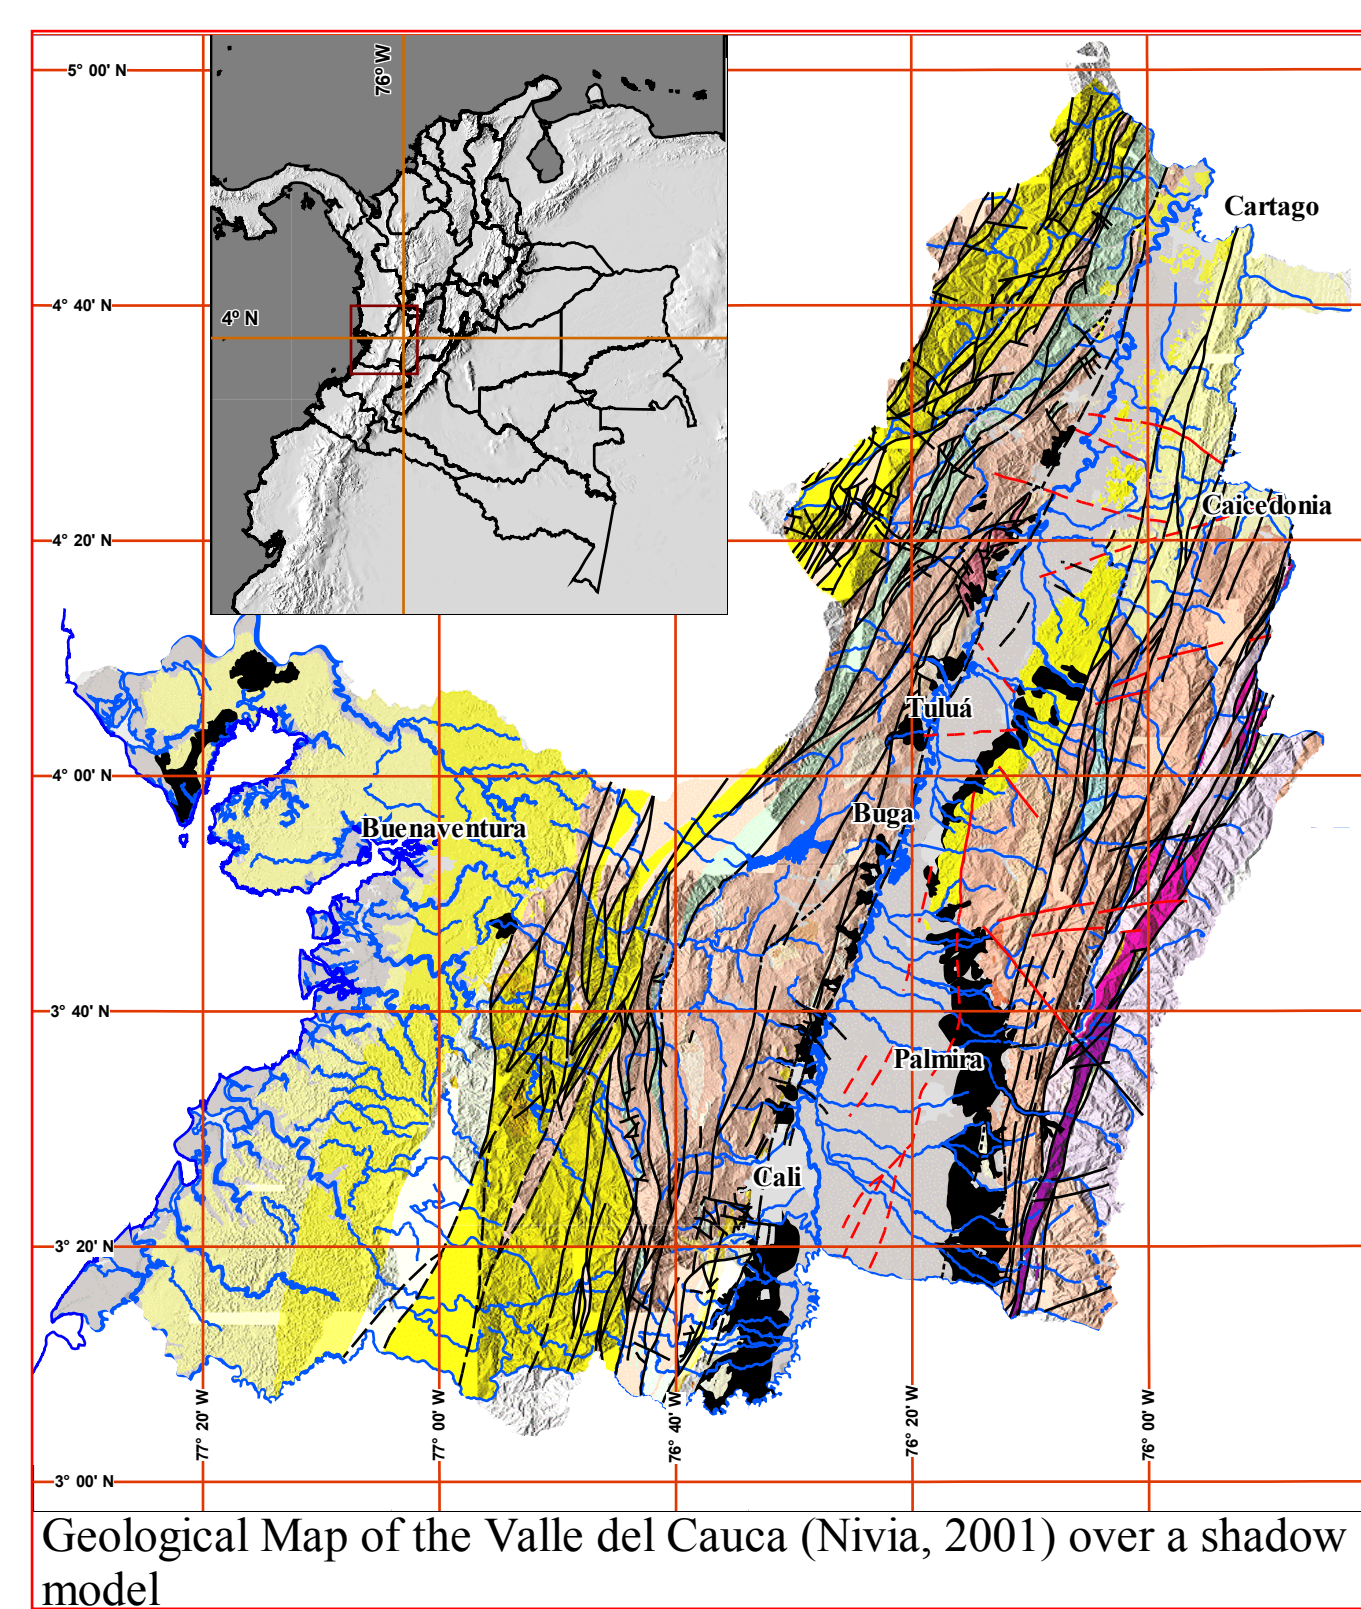 76° W
5° 00' N
Cartago
4° 40' N
4° N
Caicedonia
4° 20' N
Tuluá
4° 00' N
Buga
Buenaventura
3° 40' N
Palmira
Cali
3° 20' N
77° 20' W
77° 00' W
76° 40' W
76° 20' W
76° 00' W
3° 00' N
Geological Map of the Valle del Cauca (Nivia, 2001) over a shadow
model